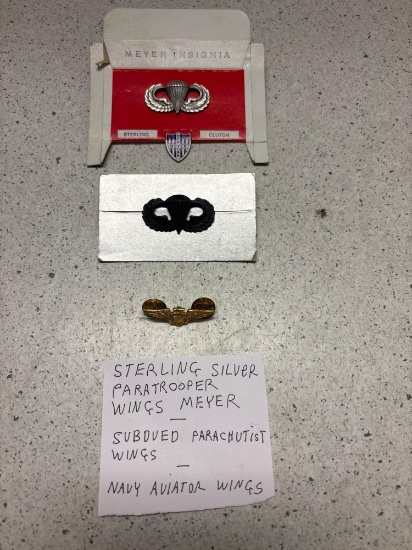 MEYER INSIGNIA
STERLING CLUTCH
STERLING SILVER
PARATROOPER
WINGS MEYER
—
SUBDUED PARACHUTIST
WINGS
—
NAVY AVIATOR WINGS